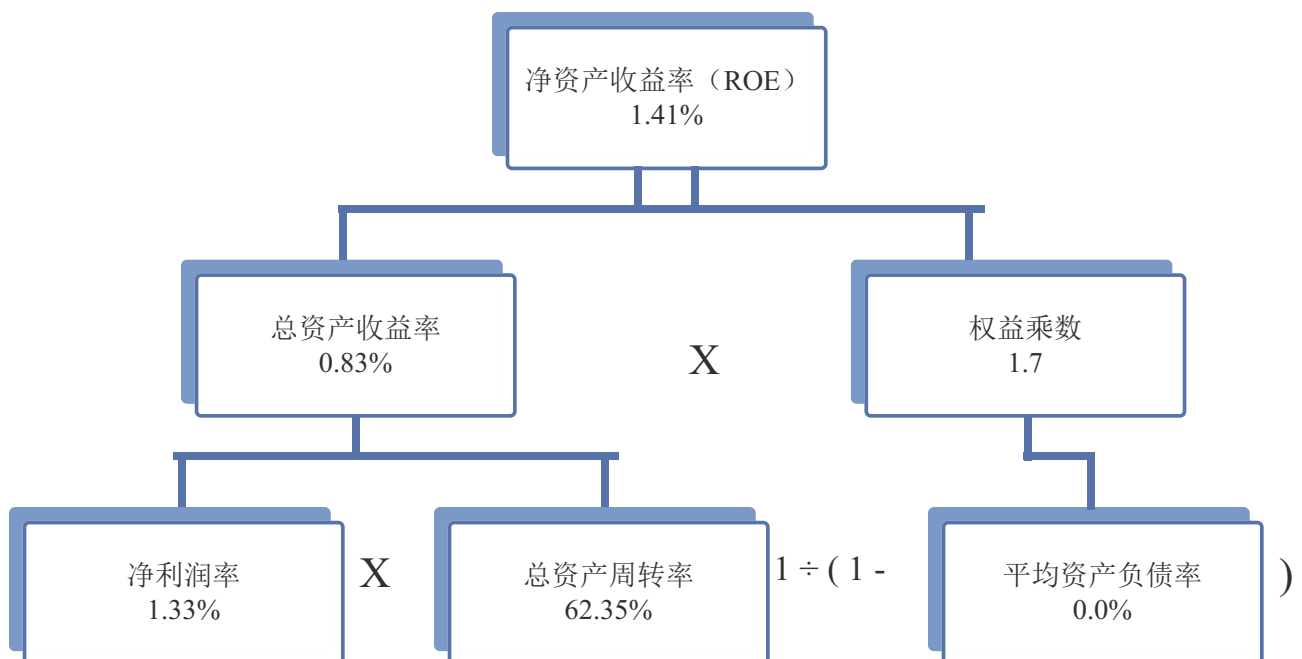 净资产收益率（ROE）
1.41%
总资产收益率
0.83%
X
权益乘数
1.7
净利润率
1.33%
X
总资产周转率
62.35%
1 ÷ ( 1 -
平均资产负债率
0.0%
)